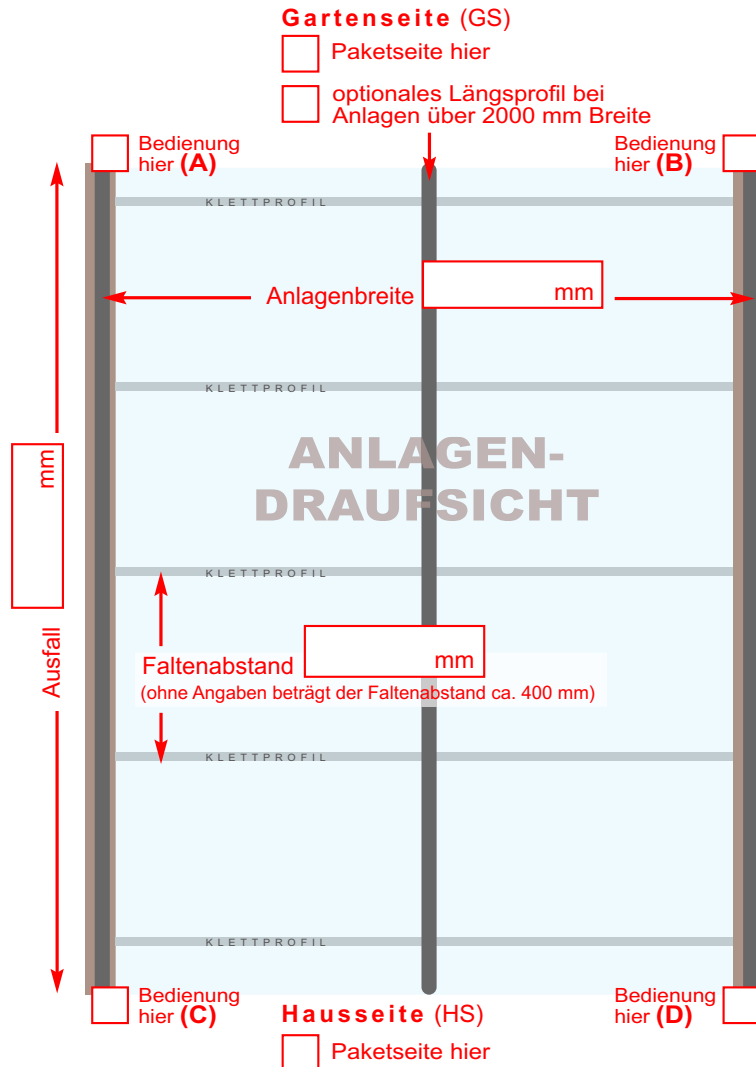 Gartenseite (GS)
Paketseite hier
optionales Längsprofil bei
Anlagen über 2000 mm Breite
Bedienung
hier (A)
Bedienung
hier (B)
KLETTPROFIL
Anlagenbreite mm
KLETTPROFIL
ANLAGEN-
DRAUFSICHT
mm
Ausfall
KLETTPROFIL
Faltenabstand mm
(ohne Angaben beträgt der Faltenabstand ca. 400 mm)
KLETTPROFIL
KLETTPROFIL
Bedienung
hier (C)
Bedienung
hier (D)
Hausseite (HS)
Paketseite hier